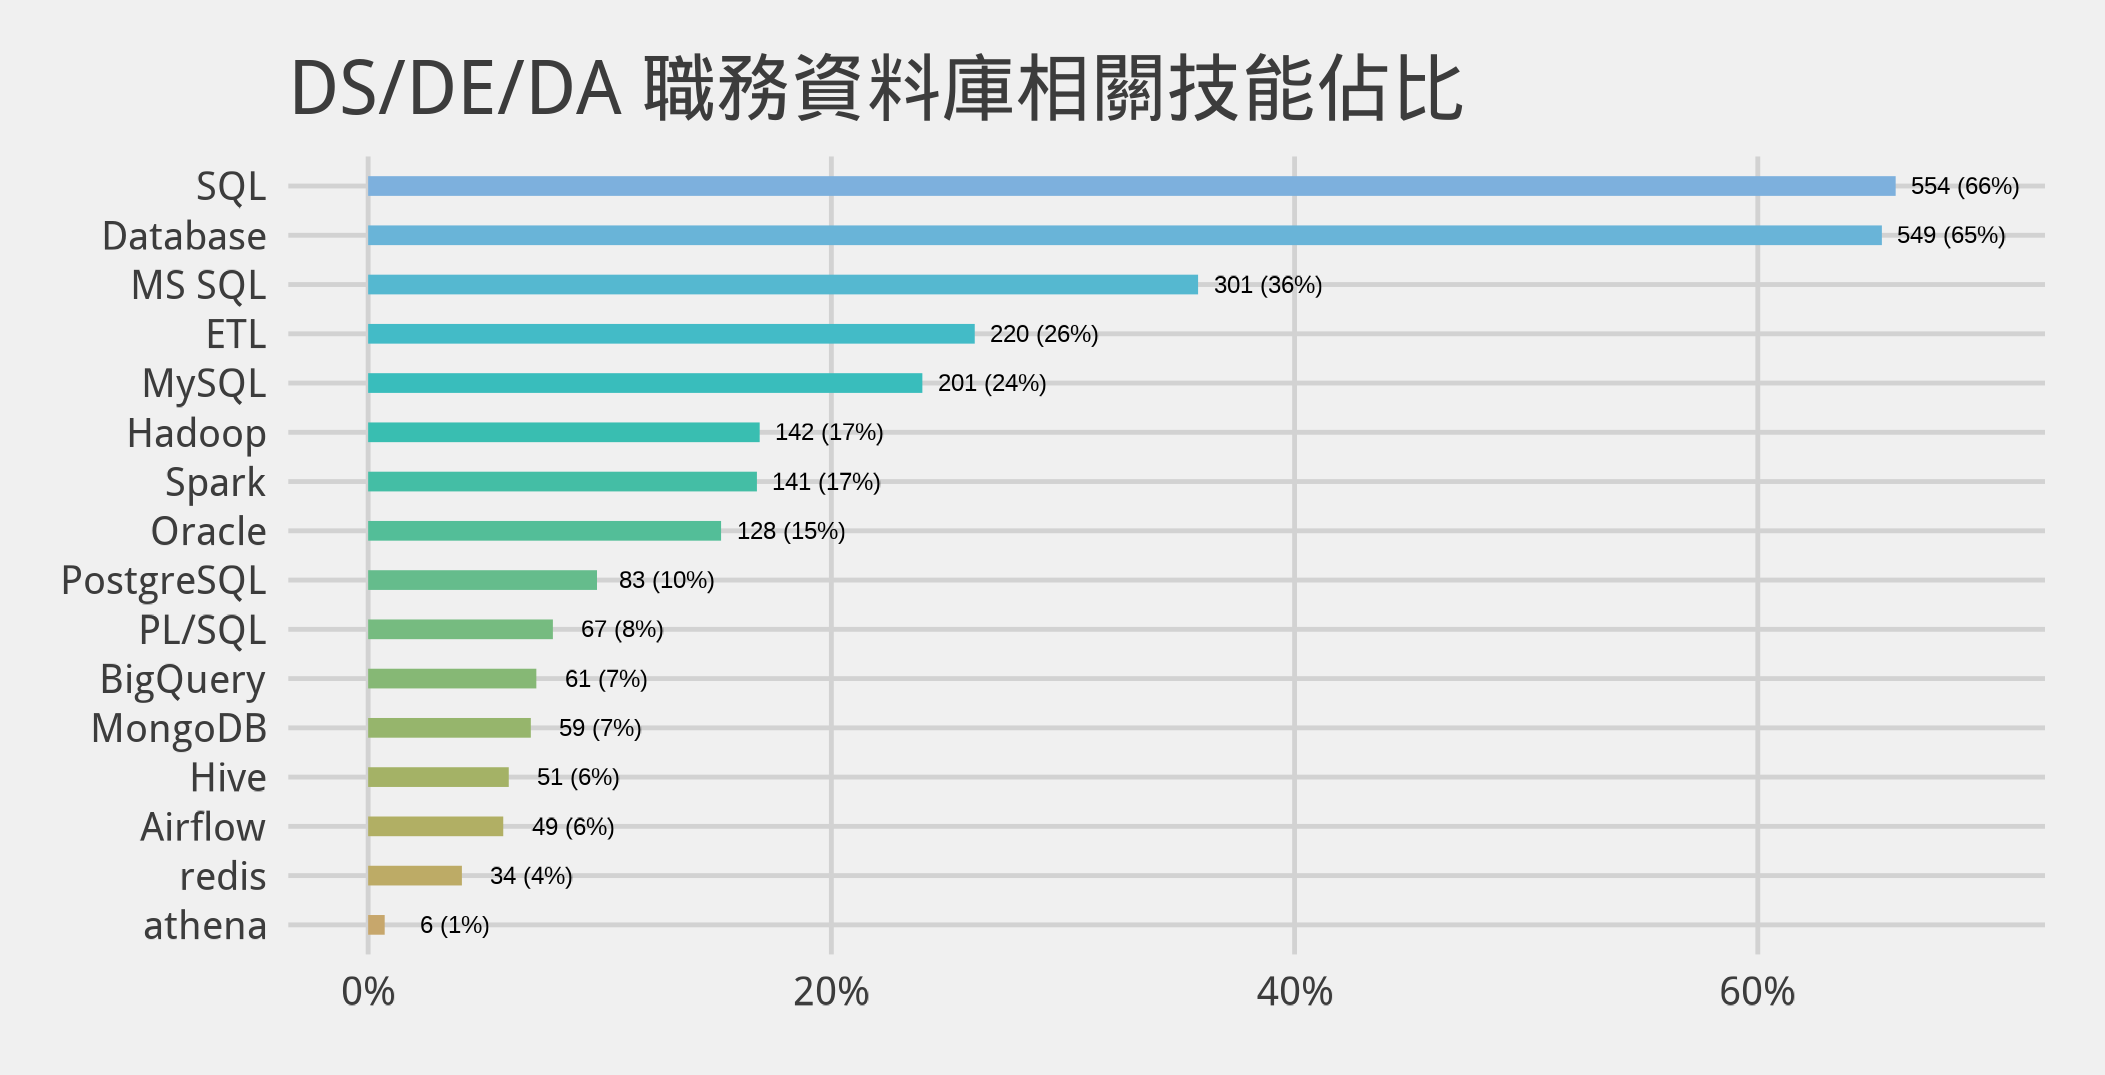 DS/DE/DA 職務資料庫相關技能佔比
SQL 554 (66%)
Database 549 (65%)
MS SQL 301 (36%)
ETL 220 (26%)
MySQL 201 (24%)
Hadoop 142 (17%)
Spark 141 (17%)
Oracle 128 (15%)
PostgreSQL 83 (10%)
PL/SQL 67 (8%)
BigQuery 61 (7%)
MongoDB 59 (7%)
Hive 51 (6%)
Airflow 49 (6%)
redis 34 (4%)
athena 6 (1%)
0% 20% 40% 60%